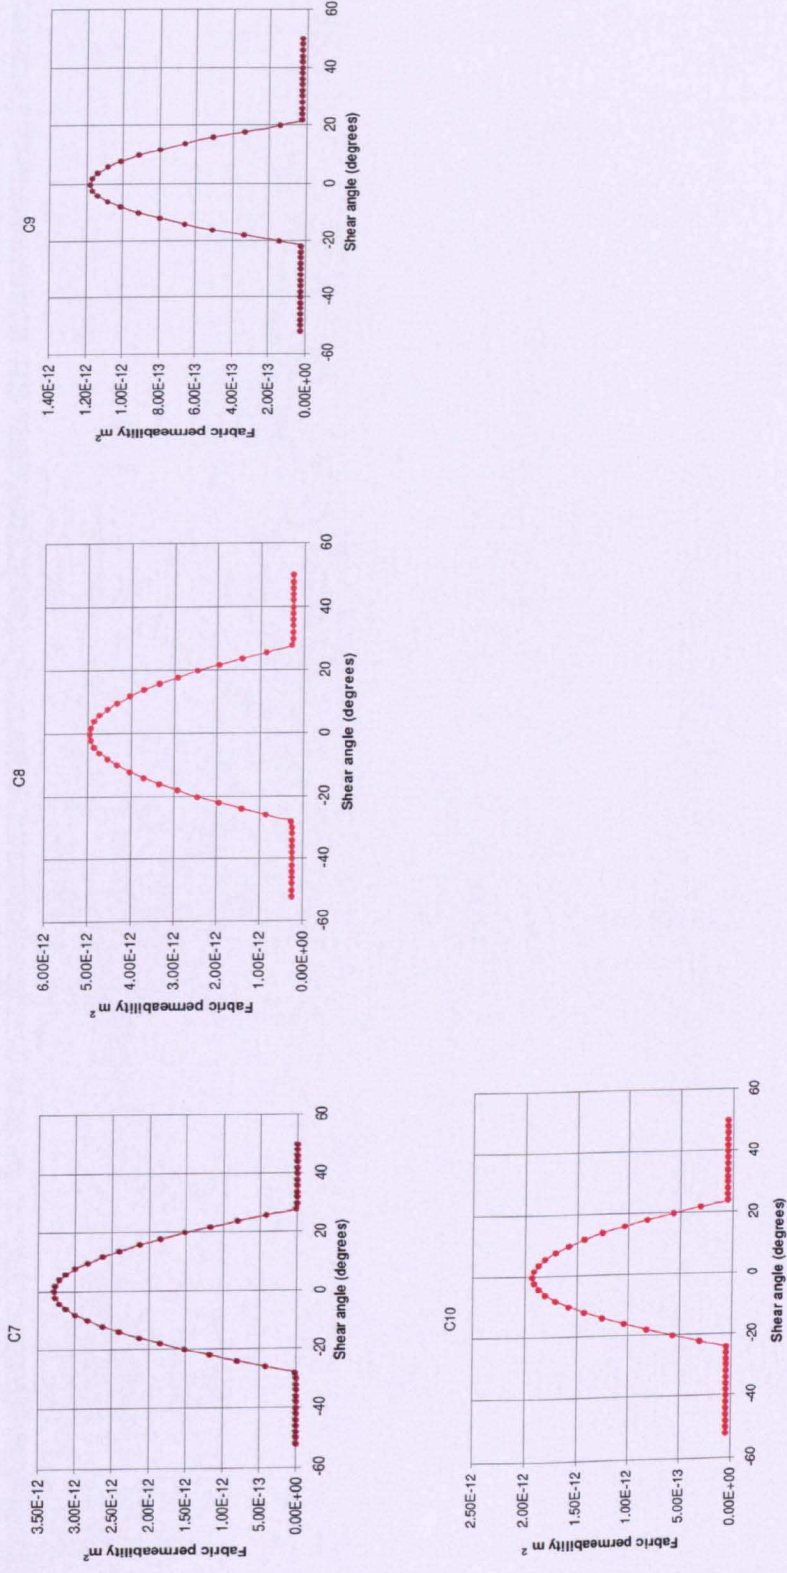 C7
Fabric permeability m²
3.50E-12
3.00E-12
2.50E-12
2.00E-12
1.50E-12
1.00E-12
5.00E-13
0.00E+00
-60
-40
-20
0
20
40
60
Shear angle (degrees)
C8
Fabric permeability m²
6.00E-12
5.00E-12
4.00E-12
3.00E-12
2.00E-12
1.00E-12
0.00E+00
-60
-40
-20
0
20
40
60
Shear angle (degrees)
C9
Fabric permeability m²
1.40E-12
1.20E-12
1.00E-12
8.00E-13
6.00E-13
4.00E-13
2.00E-13
0.00E+00
-60
-40
-20
0
20
40
60
Shear angle (degrees)
C10
Fabric permeability m²
2.50E-12
2.00E-12
1.50E-12
1.00E-12
5.00E-13
0.00E+00
-60
-40
-20
0
20
40
60
Shear angle (degrees)